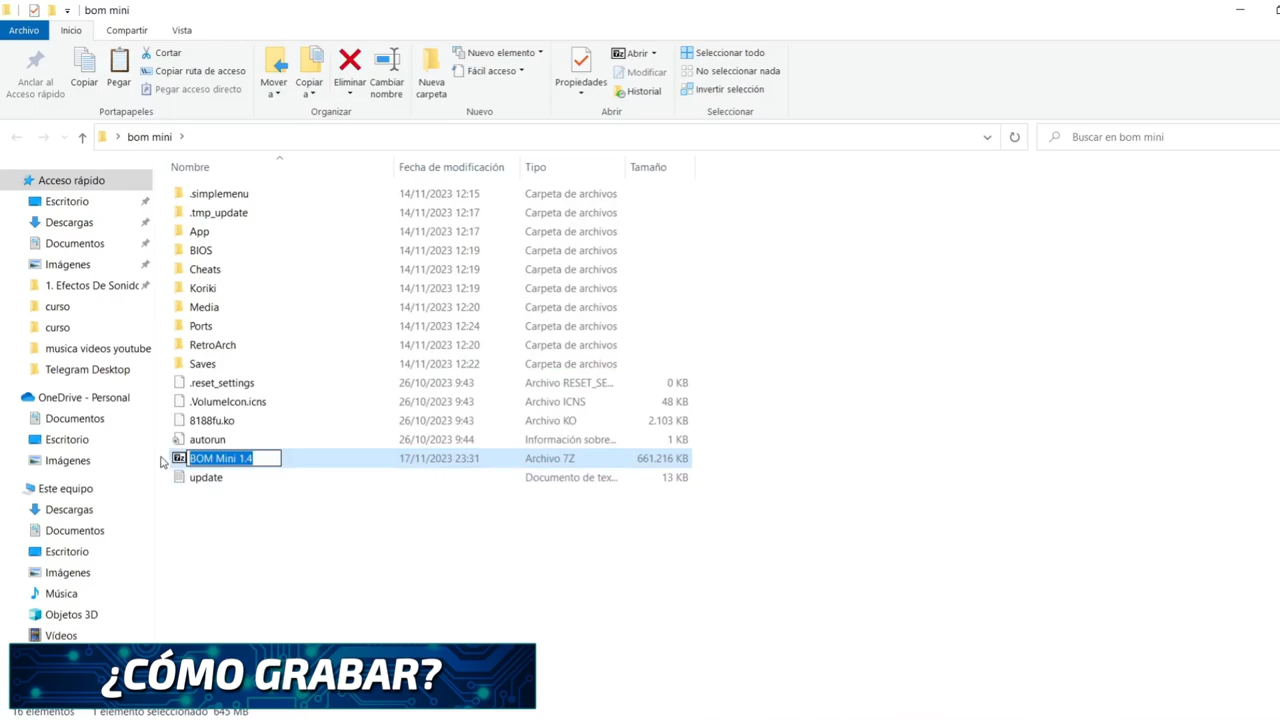 bom mini
Archivo Inicio Compartir Vista
Anclar al Acceso rápido
Copiar
Pegar
Cortar
Copiar ruta de acceso
Pegar acceso directo
Portapapeles
Mover a
Copiar a
Eliminar
Cambiar nombre
Organizar
Nueva carpeta
Nuevo elemento
Fácil acceso
Nuevo
Propiedades
Abrir
Modificar
Historial
Abrir
Seleccionar todo
No seleccionar nada
Invertir selección
Seleccionar
bom mini
Buscar en bom mini
Acceso rápido
Escritorio
Descargas
Documentos
Imágenes
1. Efectos De Sonido
curso
curso
musica videos youtube
Telegram Desktop
OneDrive - Personal
Documentos
Escritorio
Imágenes
Este equipo
Descargas
Documentos
Escritorio
Imágenes
Música
Objetos 3D
Vídeos
Nombre Fecha de modificación Tipo Tamaño
.simplemenu 14/11/2023 12:15 Carpeta de archivos
.tmp_update 14/11/2023 12:17 Carpeta de archivos
App 14/11/2023 12:17 Carpeta de archivos
BIOS 14/11/2023 12:19 Carpeta de archivos
Cheats 14/11/2023 12:19 Carpeta de archivos
Koriki 14/11/2023 12:19 Carpeta de archivos
Media 14/11/2023 12:20 Carpeta de archivos
Ports 14/11/2023 12:24 Carpeta de archivos
RetroArch 14/11/2023 12:20 Carpeta de archivos
Saves 14/11/2023 12:22 Carpeta de archivos
.reset_settings 26/10/2023 9:43 Archivo RESET_SE... 0 KB
.VolumeIcon.icns 26/10/2023 9:43 Archivo ICNS 48 KB
8188fu.ko 26/10/2023 9:43 Archivo KO 2.103 KB
autorun 26/10/2023 9:44 Información sobre... 1 KB
7z BOM Mini 1.4 17/11/2023 23:31 Archivo 7Z 661.216 KB
update Documento de tex... 13 KB
¿CÓMO GRABAR?
16 elementos 1 elemento seleccionado 645 MB